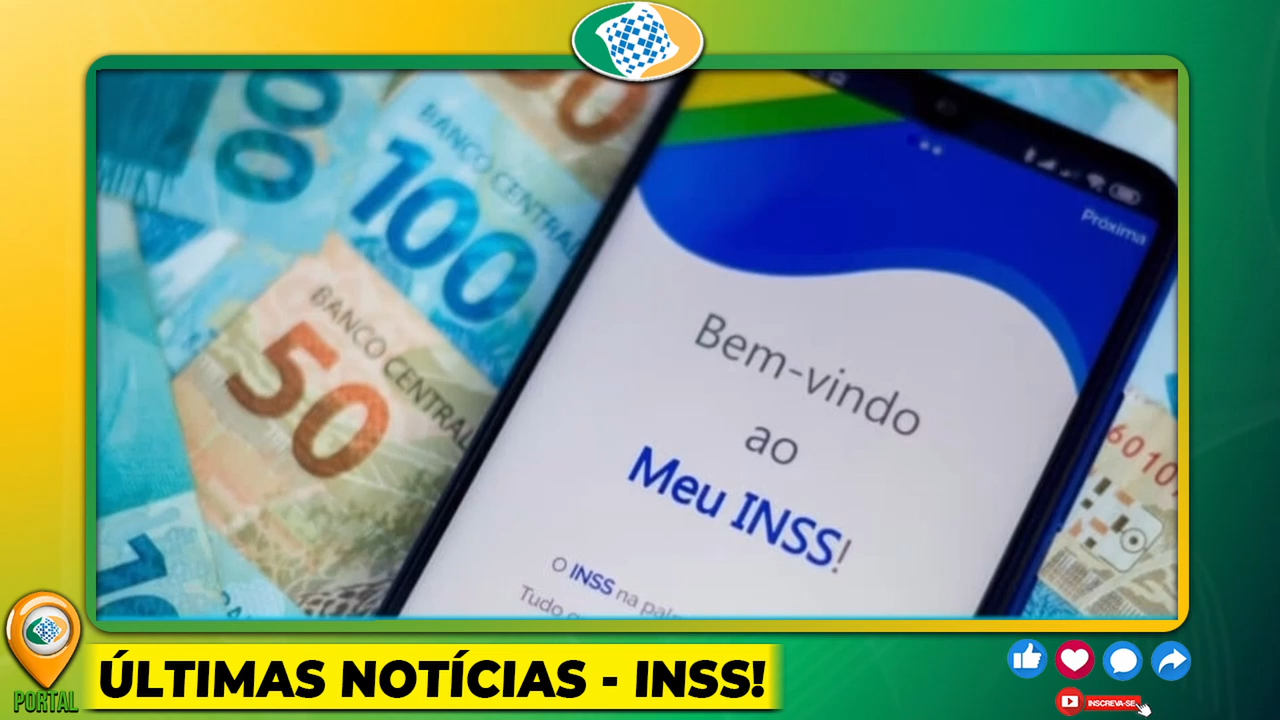 100
BANCO CENTRAL
50
BANCO CENTRAL
Próxima
Bem-vindo
ao
Meu INSS!
O INSS na
Tudo
ÚLTIMAS NOTÍCIAS - INSS!
PORTAL
INSCREVA-SE